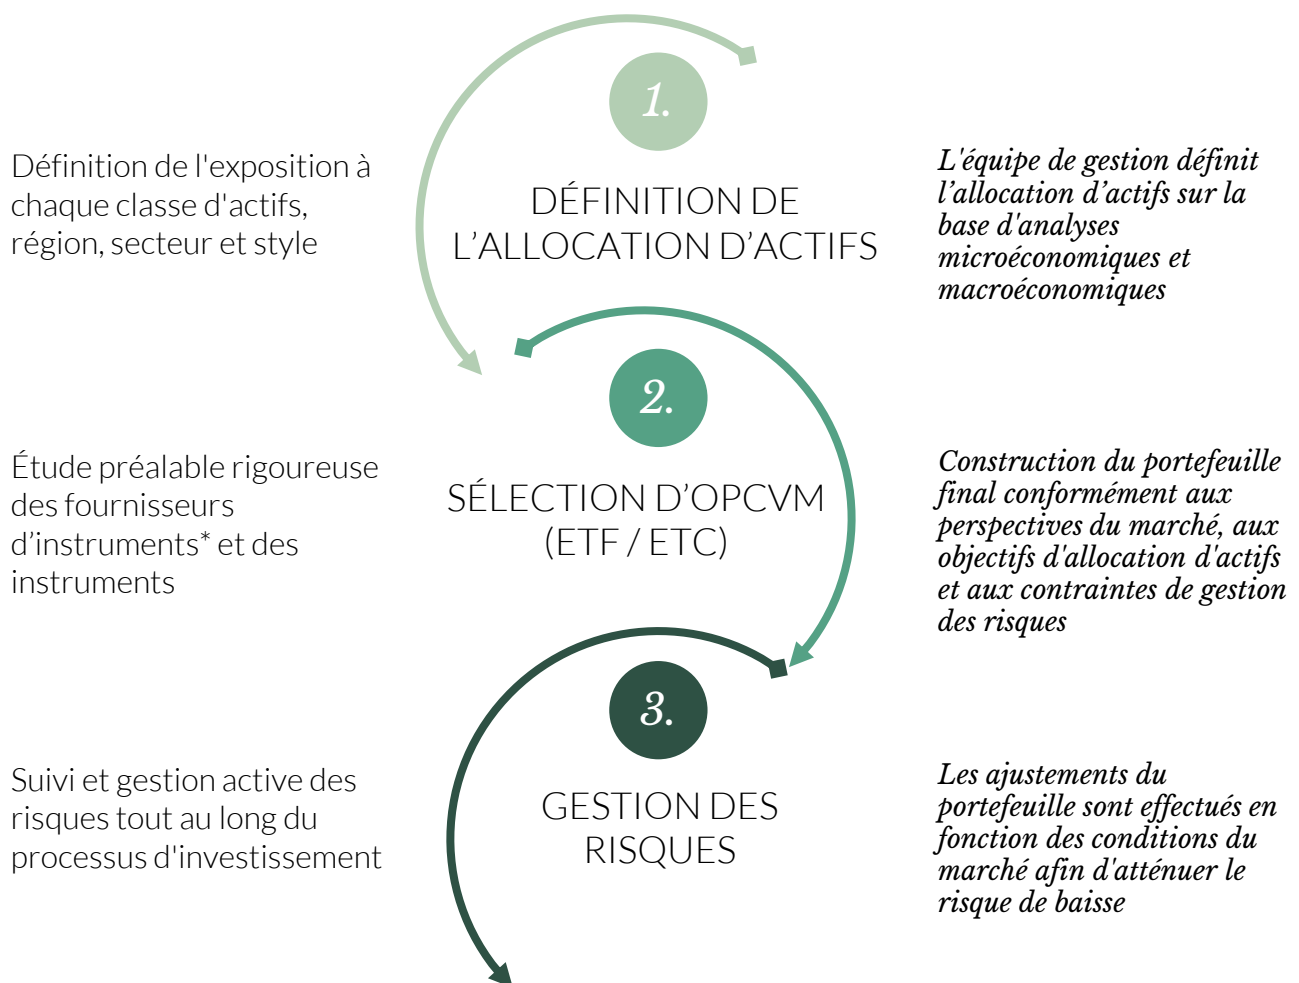 1.
Définition de l'exposition à
chaque classe d'actifs,
région, secteur et style
DÉFINITION DE
L’ALLOCATION D’ACTIFS
L'équipe de gestion définit
l’allocation d’actifs sur la
base d'analyses
microéconomiques et
macroéconomiques
2.
Étude préalable rigoureuse
des fournisseurs
d’instruments* et des
instruments
SÉLECTION D’OPCVM
(ETF / ETC)
Construction du portefeuille
final conformément aux
perspectives du marché, aux
objectifs d'allocation d'actifs
et aux contraintes de gestion
des risques
3.
Suivi et gestion active des
risques tout au long du
processus d'investissement
GESTION DES
RISQUES
Les ajustements du
portefeuille sont effectués en
fonction des conditions du
marché afin d'atténuer le
risque de baisse